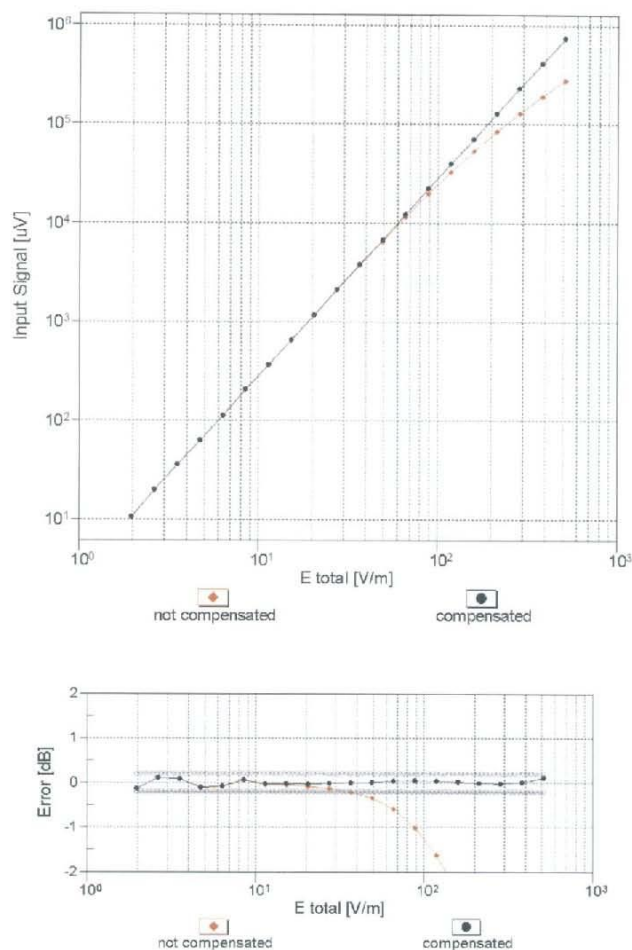 10⁶
10⁵
10⁴
10³
10²
10¹
Input Signal [uV]
10⁰ 10¹ 10² 10³
E total [V/m]
not compensated compensated
2
1
0
-1
-2
Error [dB]
10⁰ 10¹ 10² 10³
E total [V/m]
not compensated compensated